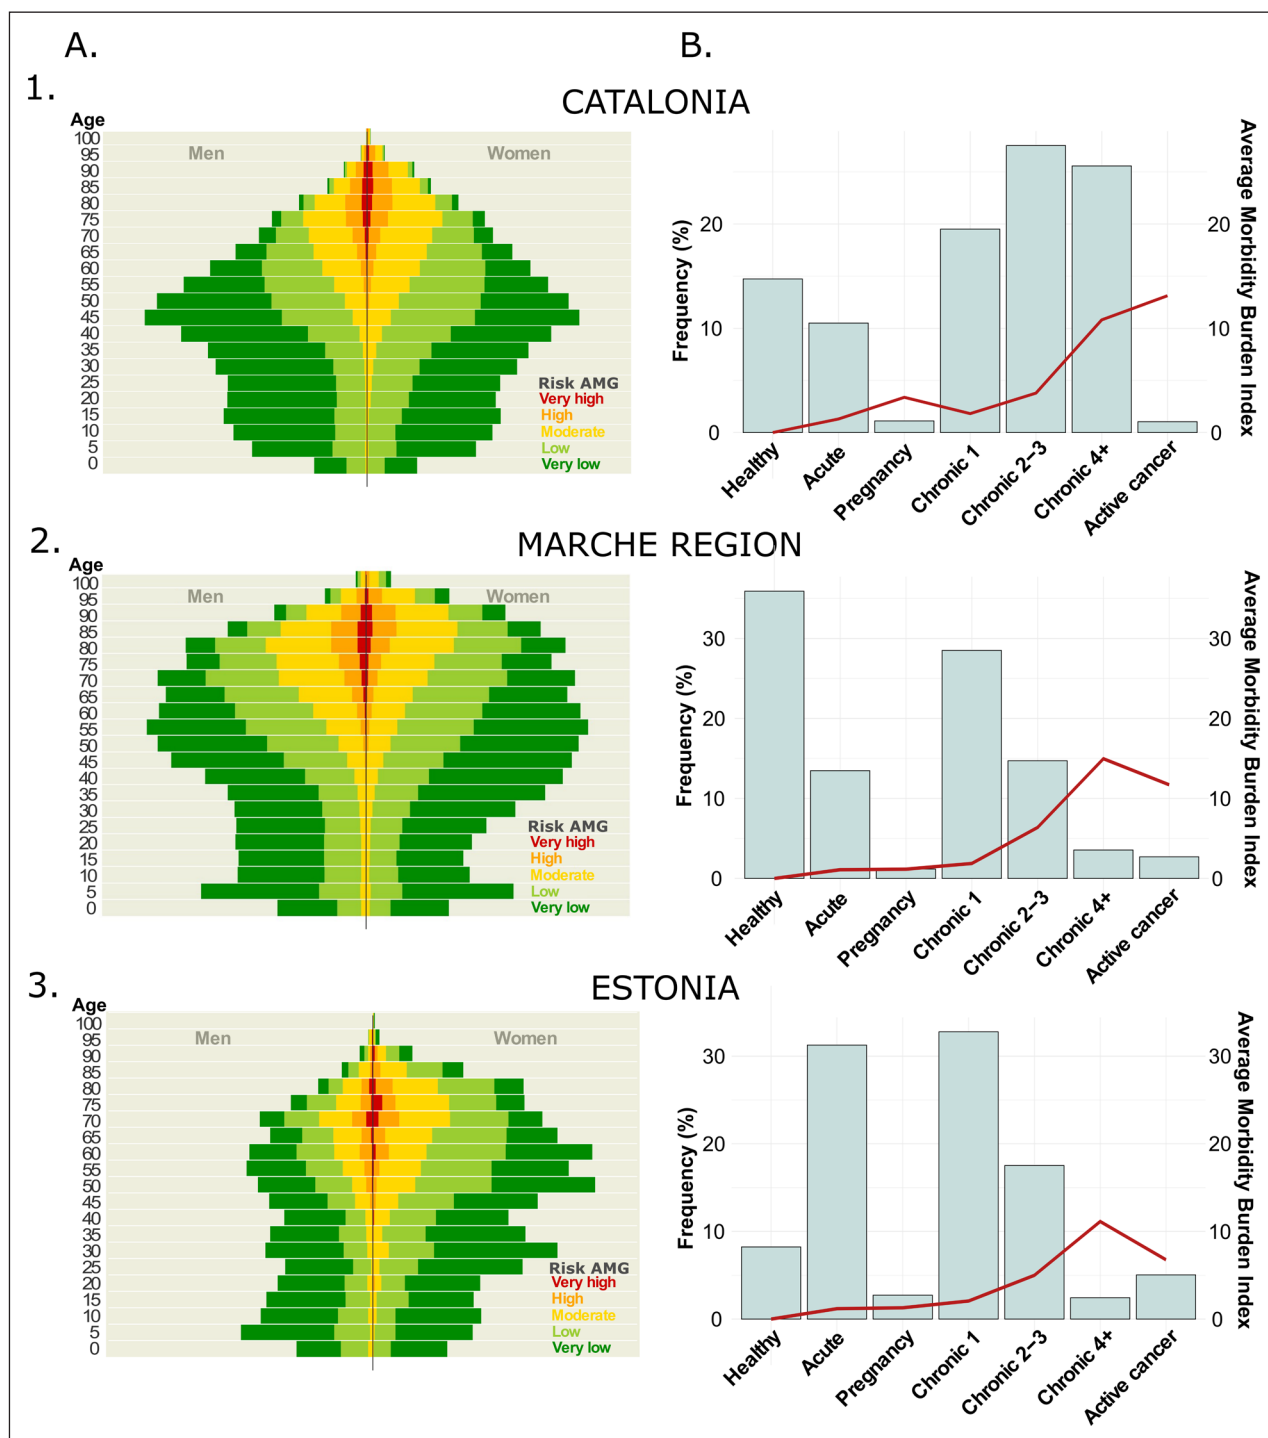 A.
B.
1.
CATALONIA
Age
100
95
90
85
80
75
70
65
60
55
50
45
40
35
30
25
20
15
10
5
0
Men
Women
Risk AMG
Very high
High
Moderate
Low
Very low
Frequency (%)
20
10
0
20
10
0
Average Morbidity Burden Index
Healthy
Acute
Pregnancy
Chronic 1
Chronic 2–3
Chronic 4+
Active cancer
2.
MARCHE REGION
Age
100
95
90
85
80
75
70
65
60
55
50
45
40
35
30
25
20
15
10
5
0
Men
Women
Risk AMG
Very high
High
Moderate
Low
Very low
Frequency (%)
30
20
10
0
30
20
10
0
Average Morbidity Burden Index
Healthy
Acute
Pregnancy
Chronic 1
Chronic 2–3
Chronic 4+
Active cancer
3.
ESTONIA
Age
100
95
90
85
80
75
70
65
60
55
50
45
40
35
30
25
20
15
10
5
0
Men
Women
Risk AMG
Very high
High
Moderate
Low
Very low
Frequency (%)
30
20
10
0
30
20
10
0
Average Morbidity Burden Index
Healthy
Acute
Pregnancy
Chronic 1
Chronic 2–3
Chronic 4+
Active cancer